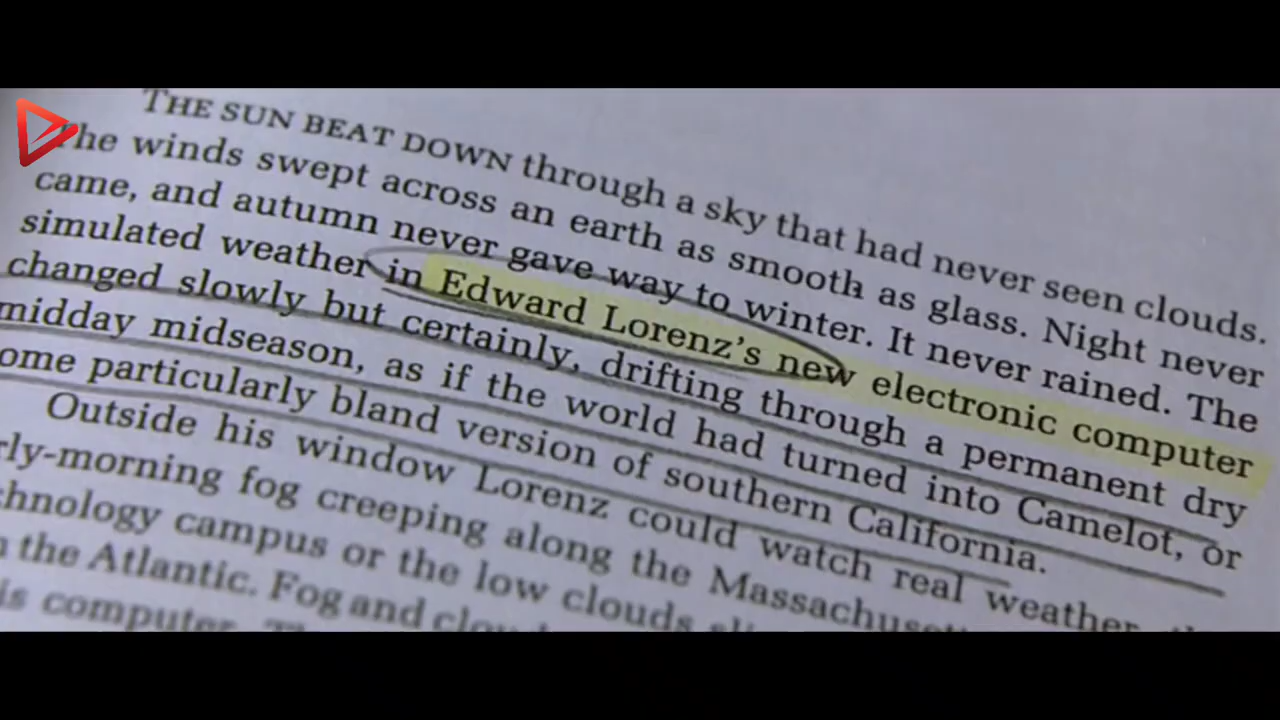 THE SUN BEAT DOWN through a sky that had never seen clouds.
The winds swept across an earth as smooth as glass. Night never
came, and autumn never gave way to winter. It never rained. The
simulated weather in Edward Lorenz's new electronic computer
changed slowly but certainly, drifting through a permanent dry
midday midseason, as if the world had turned into Camelot, or
ome particularly bland version of southern California.
Outside his window Lorenz could watch real weather,
rly-morning fog creeping along the Massachusett
chnology campus or the low clouds
the Atlantic. Fog and clou
is computer.